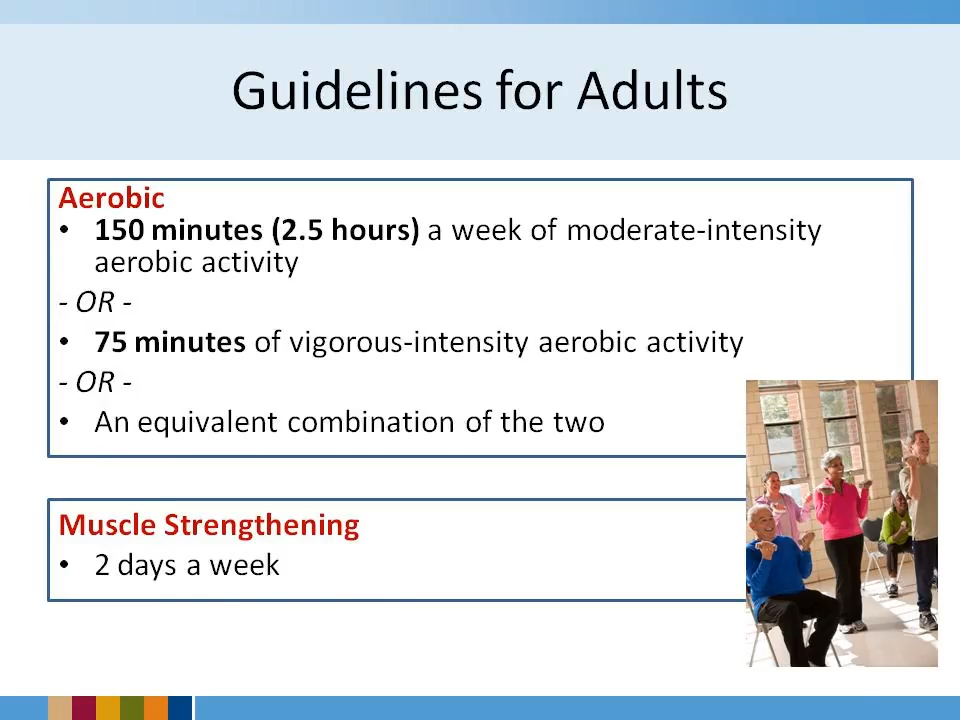 Guidelines for Adults
Aerobic
• 150 minutes (2.5 hours) a week of moderate-intensity
aerobic activity
- OR -
• 75 minutes of vigorous-intensity aerobic activity
- OR -
• An equivalent combination of the two
Muscle Strengthening
• 2 days a week